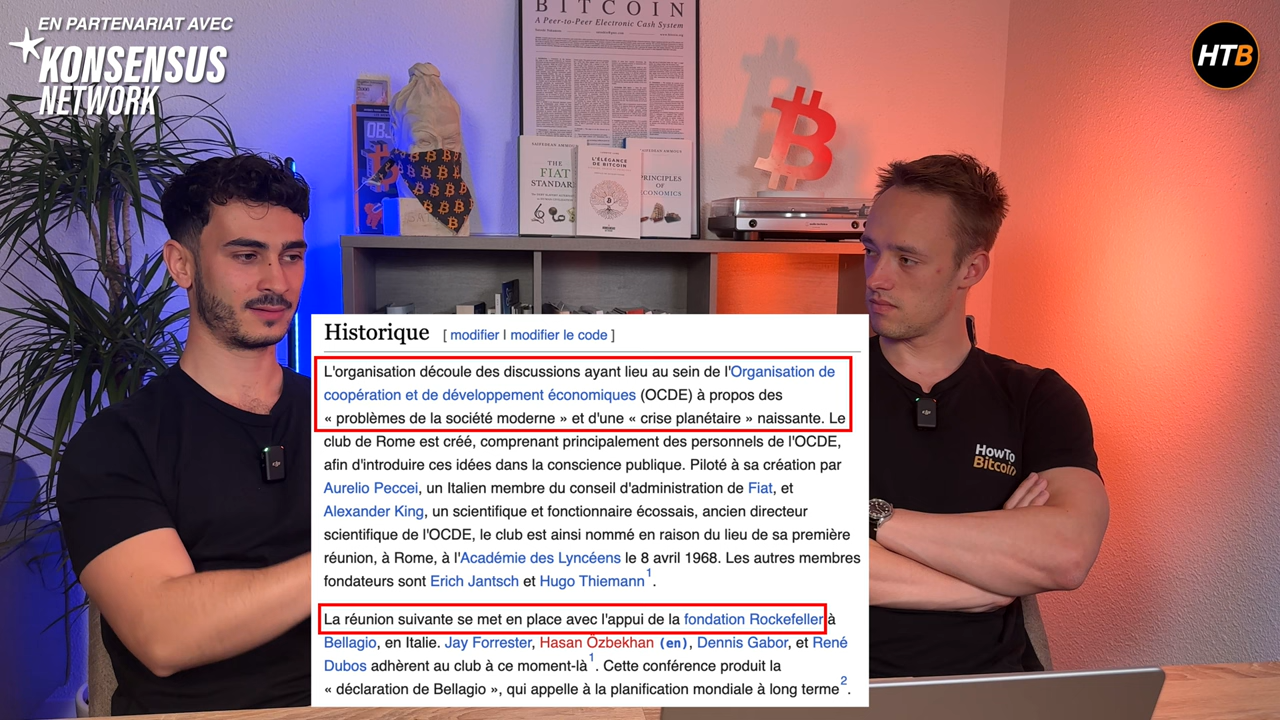 EN PARTENARIAT AVEC
KONSENSUS
NETWORK
HTB
BITCOIN
A Peer-to-Peer Electronic Cash System
OBJ
SAIFEDEAN AMMOUS
THE
FIAT
STANDARD
L'ÉLÉGANCE
DE BITCOIN
SAIFEDEAN AMMOUS
PRINCIPLES
OF
ECONOMICS
HowTo
Bitcoin
Historique [ modifier | modifier le code ]
L'organisation découle des discussions ayant lieu au sein de l'Organisation de
coopération et de développement économiques (OCDE) à propos des
« problèmes de la société moderne » et d'une « crise planétaire » naissante. Le
club de Rome est créé, comprenant principalement des personnels de l'OCDE,
afin d'introduire ces idées dans la conscience publique. Piloté à sa création par
Aurelio Peccei, un Italien membre du conseil d'administration de Fiat, et
Alexander King, un scientifique et fonctionnaire écossais, ancien directeur
scientifique de l'OCDE, le club est ainsi nommé en raison du lieu de sa première
réunion, à Rome, à l'Académie des Lyncéens le 8 avril 1968. Les autres membres
fondateurs sont Erich Jantsch et Hugo Thiemann1.
La réunion suivante se met en place avec l'appui de la fondation Rockefeller à
Bellagio, en Italie. Jay Forrester, Hasan Özbekhan (en), Dennis Gabor, et René
Dubos adhèrent au club à ce moment-là1. Cette conférence produit la
« déclaration de Bellagio », qui appelle à la planification mondiale à long terme2.